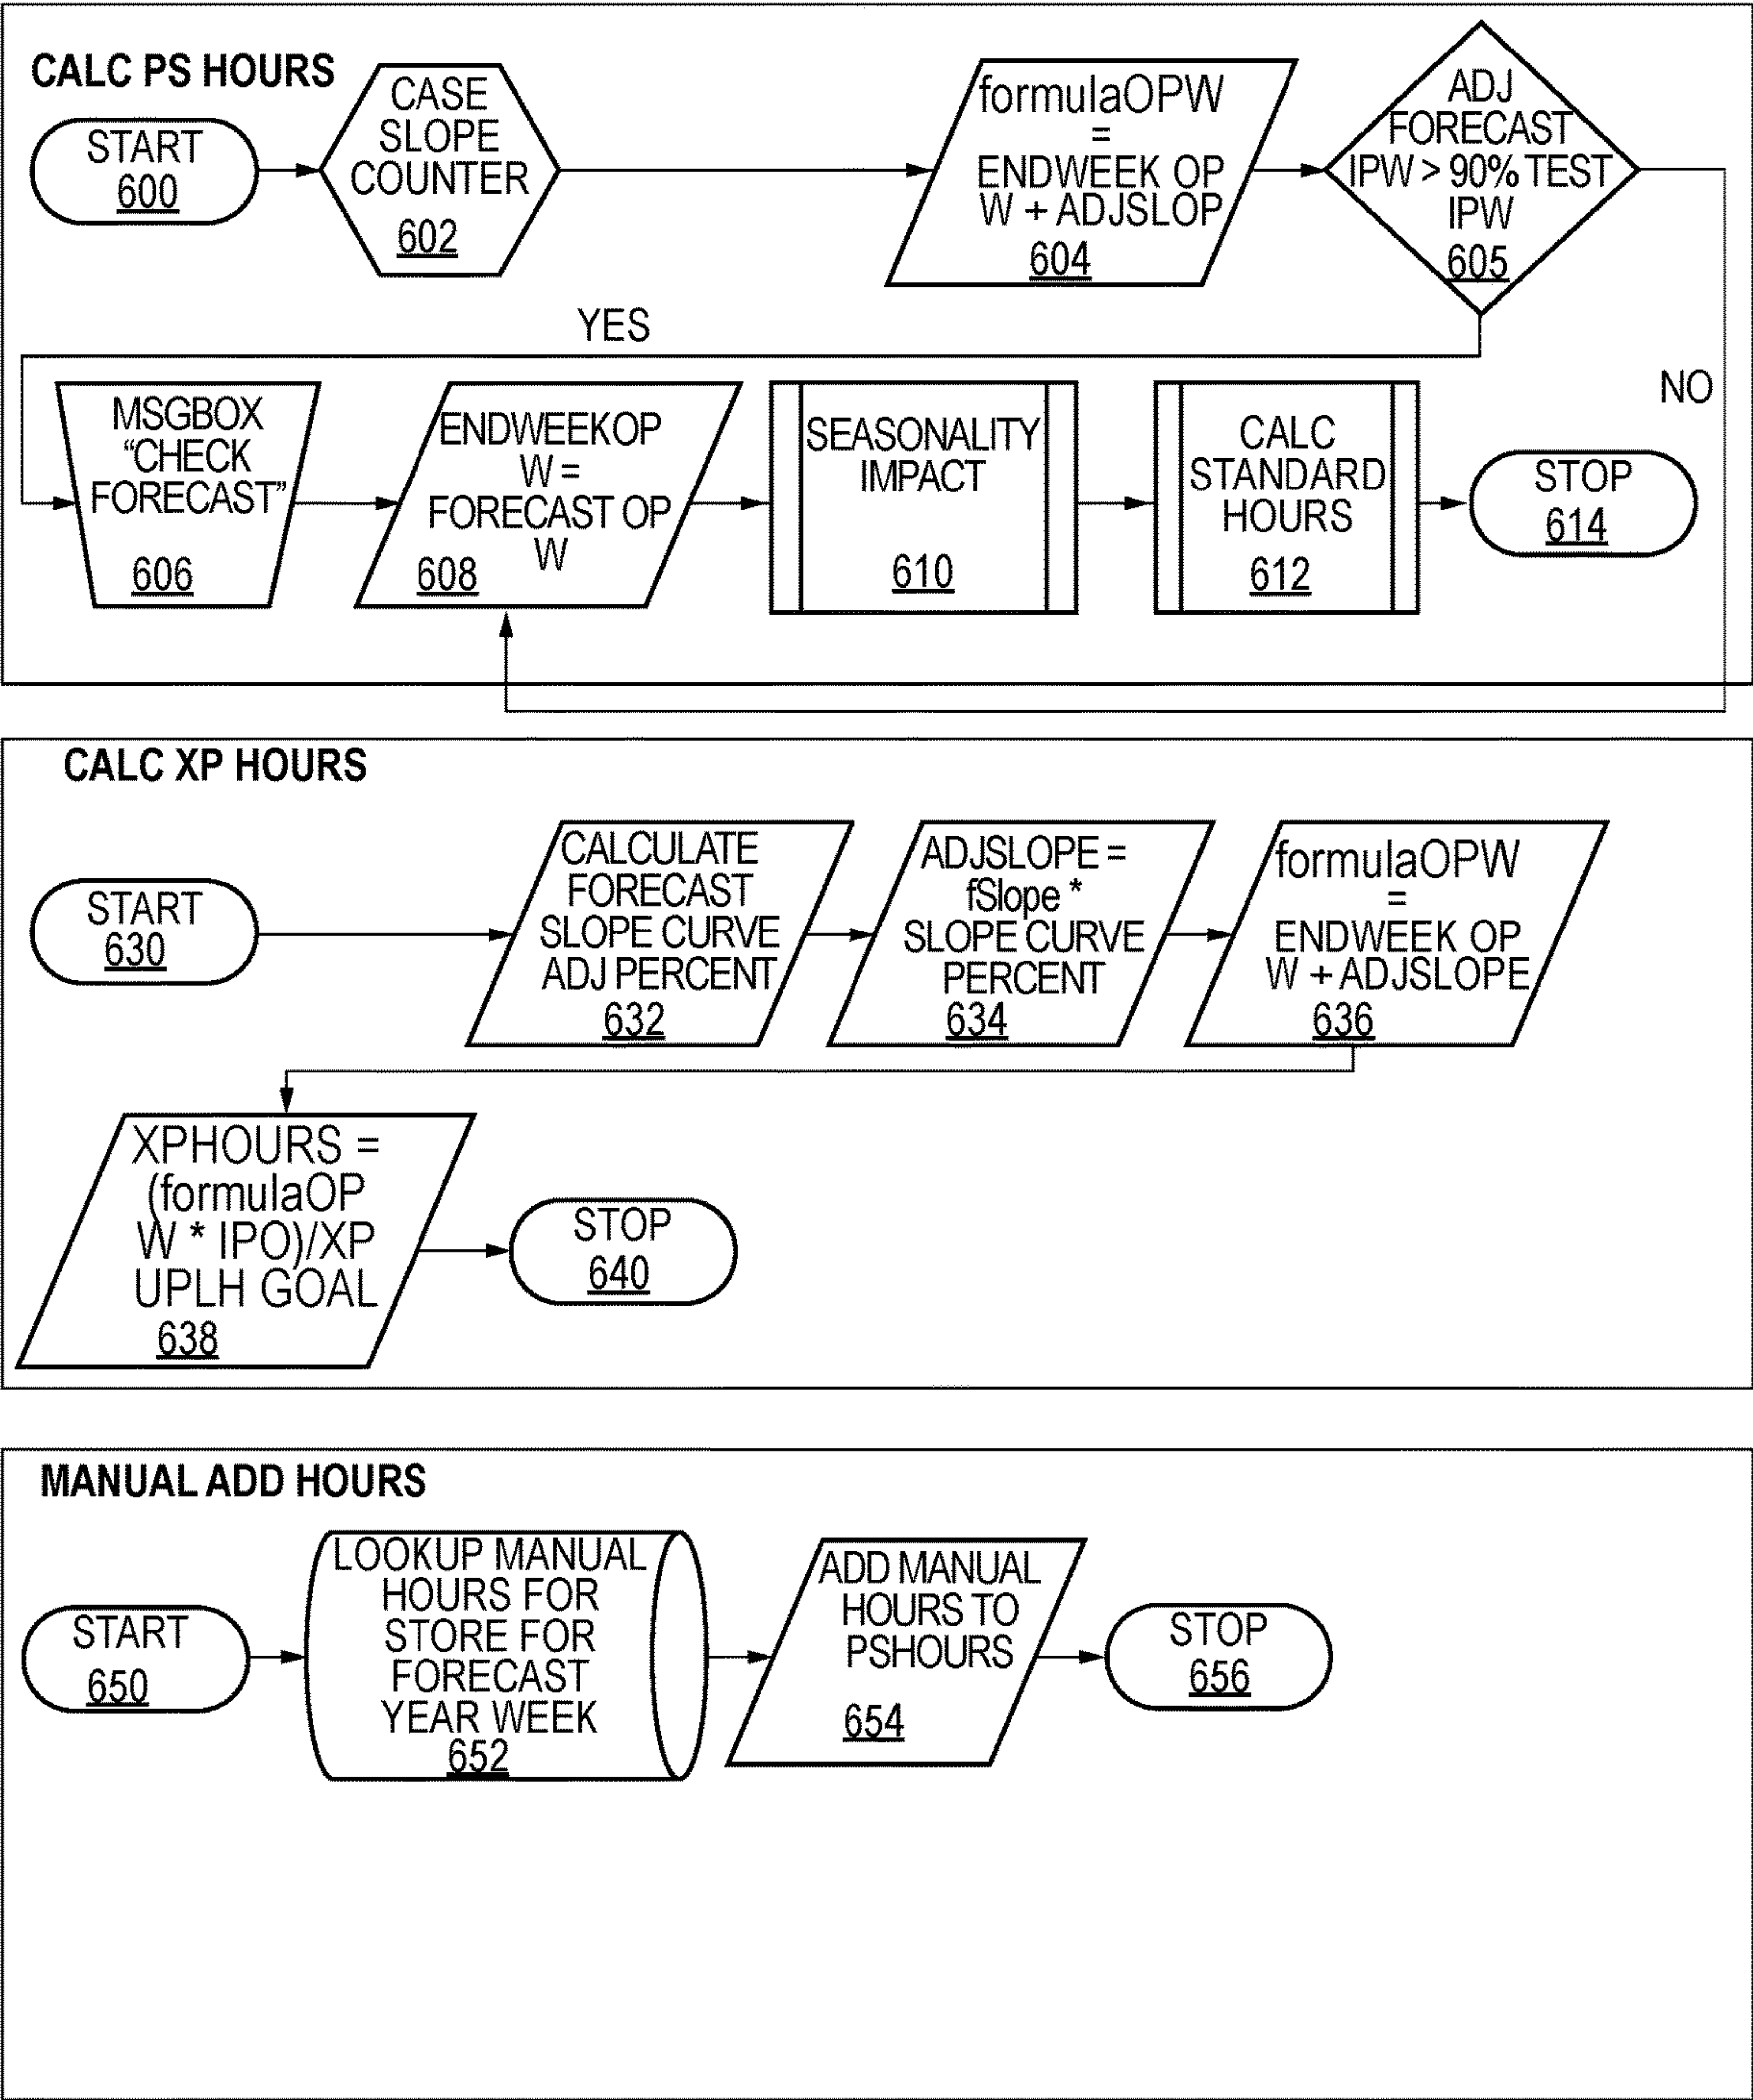 CALC PS HOURS
START
600
CASE
SLOPE
COUNTER
602
formulaOPW
=
ENDWEEK OP
W + ADJSLOP
604
ADJ
FORECAST
IPW > 90% TEST
IPW
605
YES
NO
MSGBOX
“CHECK
FORECAST”
606
ENDWEEKOP
W =
FORECAST OP
W
608
SEASONALITY
IMPACT
610
CALC
STANDARD
HOURS
612
STOP
614
CALC XP HOURS
START
630
CALCULATE
FORECAST
SLOPE CURVE
ADJ PERCENT
632
ADJSLOPE =
fSlope *
SLOPE CURVE
PERCENT
634
formulaOPW
=
ENDWEEK OP
W + ADJSLOPE
636
XPHOURS =
(formulaOP
W * IPO)/XP
UPLH GOAL
638
STOP
640
MANUAL ADD HOURS
START
650
LOOKUP MANUAL
HOURS FOR
STORE FOR
FORECAST
YEAR WEEK
652
ADD MANUAL
HOURS TO
PSHOURS
654
STOP
656